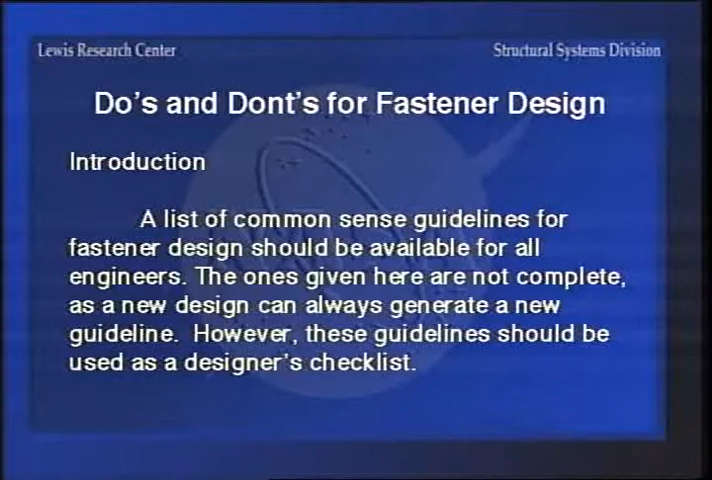 Lewis Research Center
Structural Systems Division
Do's and Dont's for Fastener Design
Introduction
A list of common sense guidelines for
fastener design should be available for all
engineers. The ones given here are not complete,
as a new design can always generate a new
guideline. However, these guidelines should be
used as a designer's checklist.